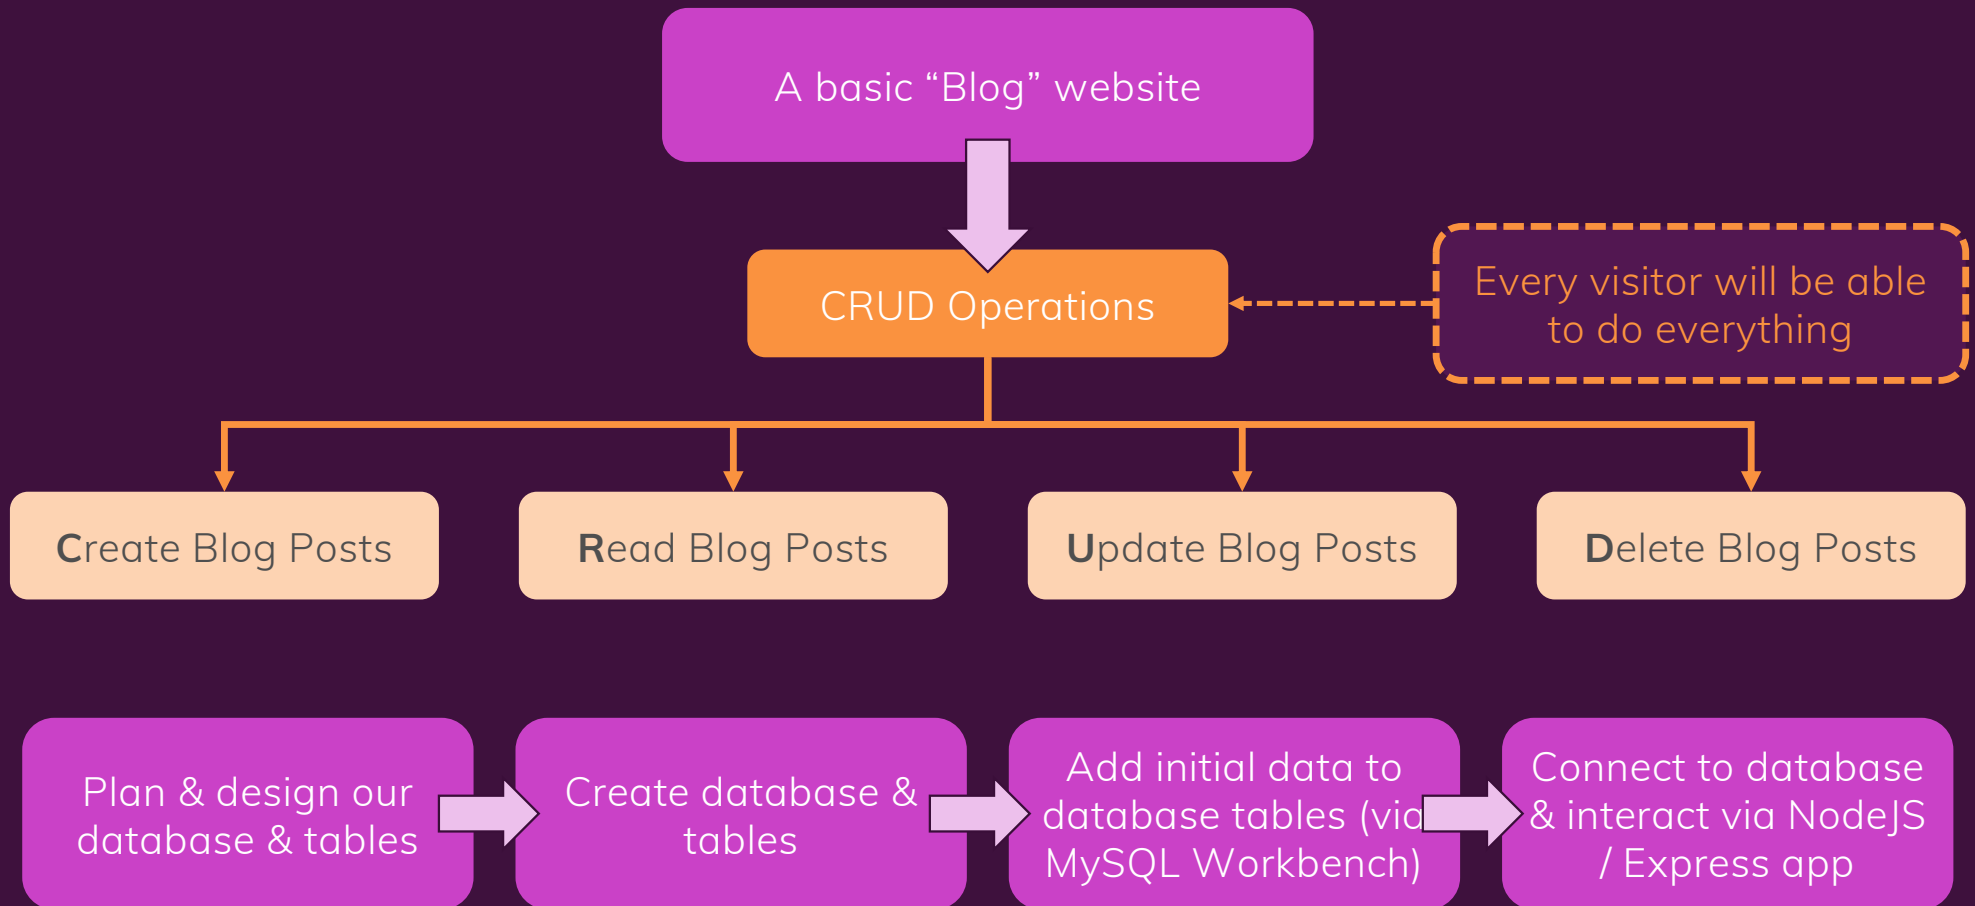 A basic “Blog” website
CRUD Operations
Every visitor will be able
to do everything
Create Blog Posts
Read Blog Posts
Update Blog Posts
Delete Blog Posts
Plan & design our
database & tables
Create database &
tables
Add initial data to
database tables (via
MySQL Workbench)
Connect to database
& interact via NodeJS
/ Express app